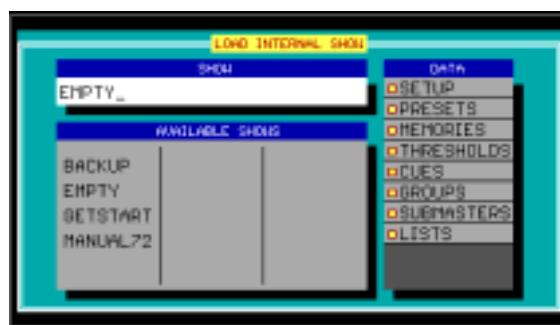 LOAD INTERNAL SHOW
SHOW
EMPTY_
AVAILABLE SHOWS
BACKUP
EMPTY
GETSTART
MANUAL72
DATA
SETUP
PRESETS
MEMORIES
THRESHOLDS
CUES
GROUPS
SUBMASTERS
LISTS